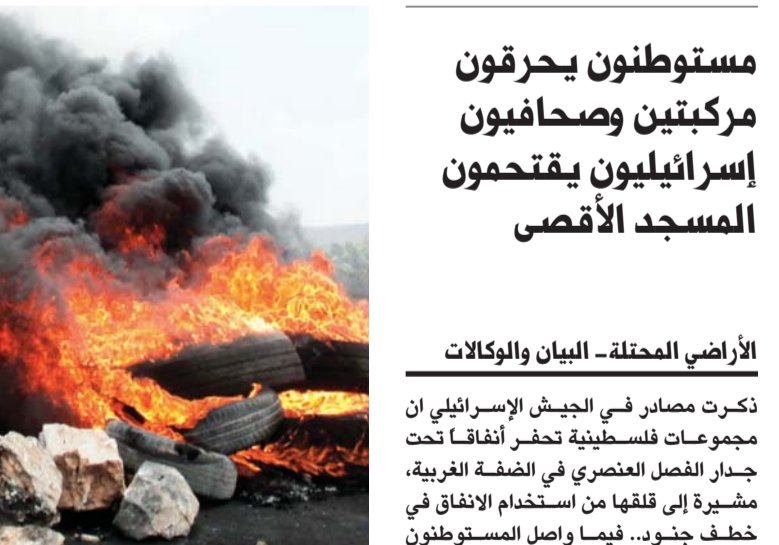 مستوطنون يحرقون
مركبتين وصحافيون
إسرائيليون يقتحمون
المسجد الأقصى
الأراضي المحتلة- البيان والوكالات
ذكرت مصادر في الجيش الإسرائيلي ان
مجموعات فلسطينية تحفر أنفاقاً تحت
جدار الفصل العنصري في الضفة الغربية،
مشيرة إلى قلقها من استخدام الانفاق في
خطف جنود.. فيما واصل المستوطنون